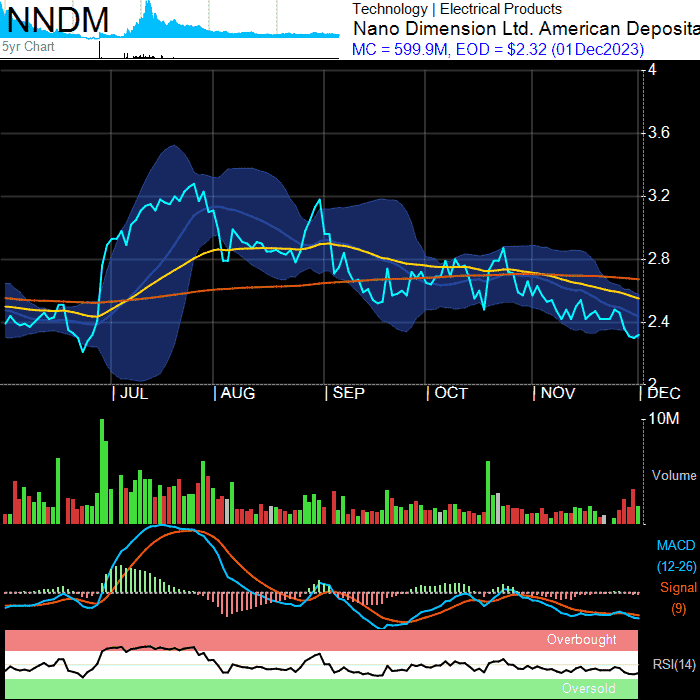 NNDM
5yr Chart
Technology | Electrical Products
Nano Dimension Ltd. American Deposita
MC = 599.9M, EOD = $2.32 (01Dec2023)
4
3.6
3.2
2.8
2.4
2
JUL AUG SEP OCT NOV DEC
10M
Volume
MACD
(12-26)
Signal
(9)
Overbought
RSI(14)
Oversold